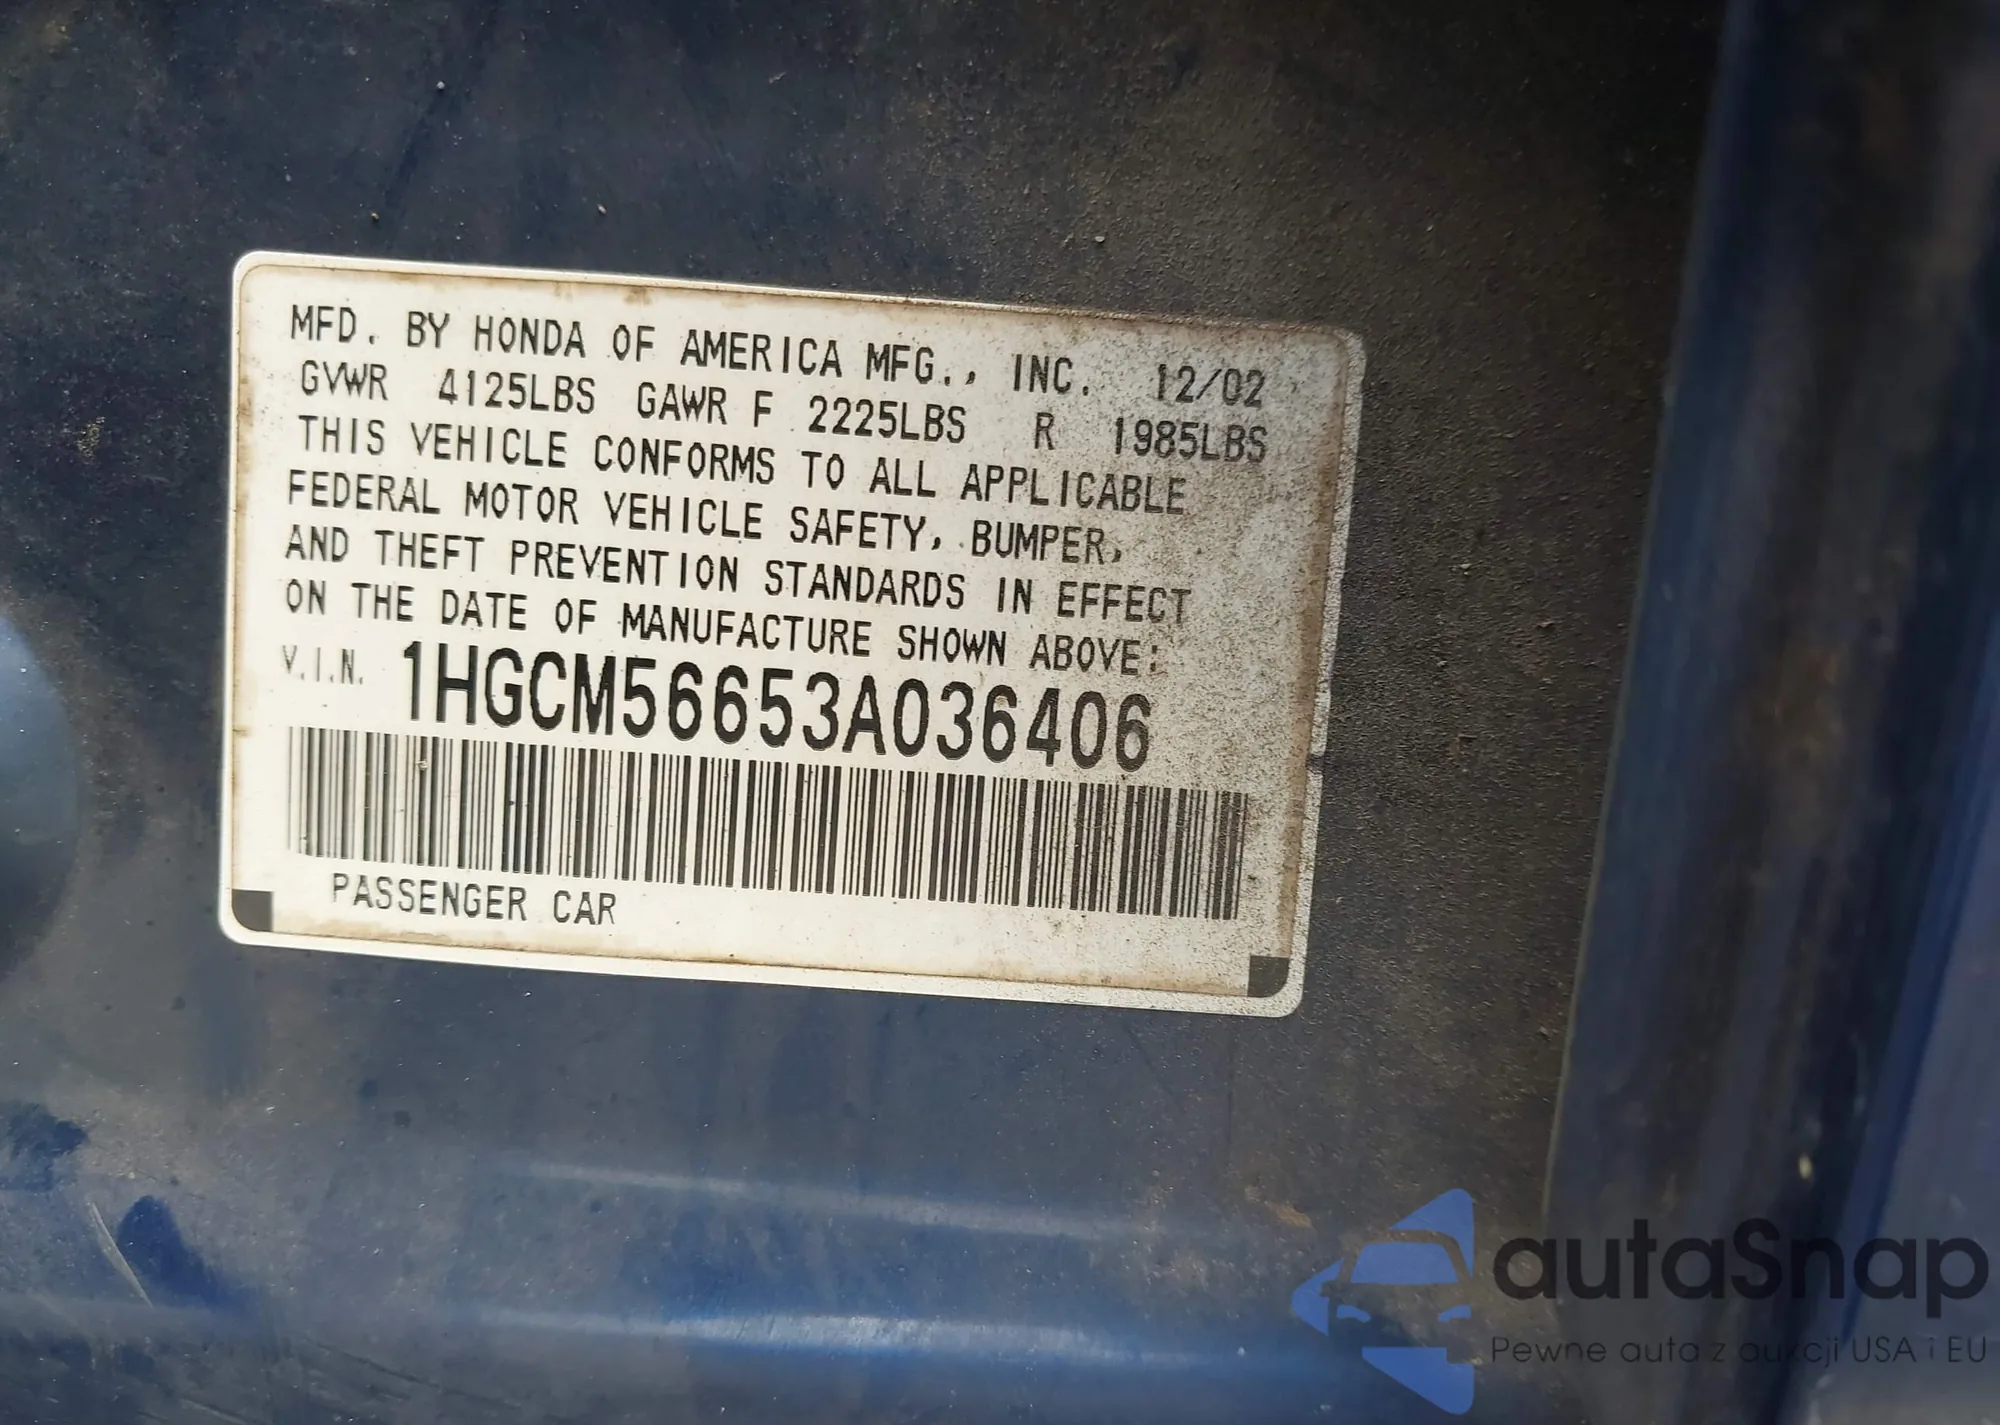 MFD. BY HONDA OF AMERICA MFG., INC. 12/02
GVWR 4125LBS GAWR F 2225LBS R 1985LBS
THIS VEHICLE CONFORMS TO ALL APPLICABLE
FEDERAL MOTOR VEHICLE SAFETY, BUMPER,
AND THEFT PREVENTION STANDARDS IN EFFECT
ON THE DATE OF MANUFACTURE SHOWN ABOVE:
V.I.N. 1HGCM56653A036406
PASSENGER CAR
autaSnap
Pewne auta z aukcji USA i EU